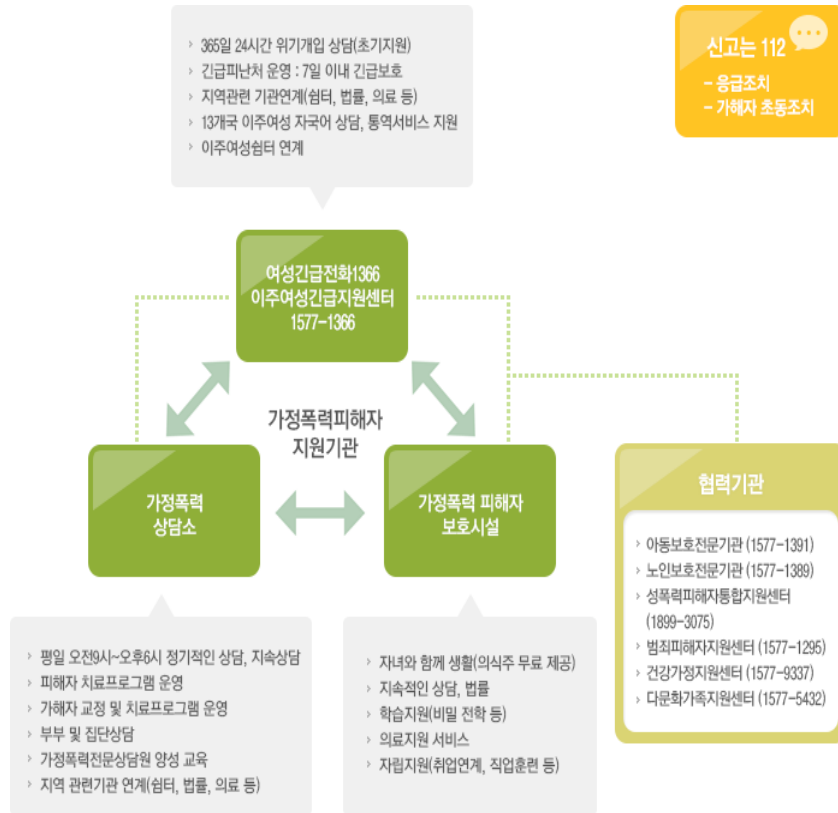 › 365일 24시간 위기개입 상담(초기지원)
› 긴급피난처 운영 : 7일 이내 긴급보호
› 지역관련 기관연계(쉼터, 법률, 의료 등)
› 13개국 이주여성 자국어 상담, 통역서비스 지원
› 이주여성쉼터 연계
신고는 112
- 응급조치
- 가해자 초동조치
여성긴급전화1366
이주여성긴급지원센터
1577-1366
가정폭력피해자
지원기관
가정폭력
상담소
가정폭력 피해자
보호시설
협력기관
› 아동보호전문기관 (1577-1391)
› 노인보호전문기관 (1577-1389)
› 성폭력피해자통합지원센터
(1899-3075)
› 범죄피해자지원센터 (1577-1295)
› 건강가정지원센터 (1577-9337)
› 다문화가족지원센터 (1577-5432)
› 평일 오전9시~오후6시 정기적인 상담, 지속상담
› 피해자 치료프로그램 운영
› 가해자 교정 및 치료프로그램 운영
› 부부 및 집단상담
› 가정폭력전문상담원 양성 교육
› 지역 관련기관 연계(쉼터, 법률, 의료 등)
› 자녀와 함께 생활(의식주 무료 제공)
› 지속적인 상담, 법률
› 학습지원(비밀 전학 등)
› 의료지원 서비스
› 자립지원(취업연계, 직업훈련 등)